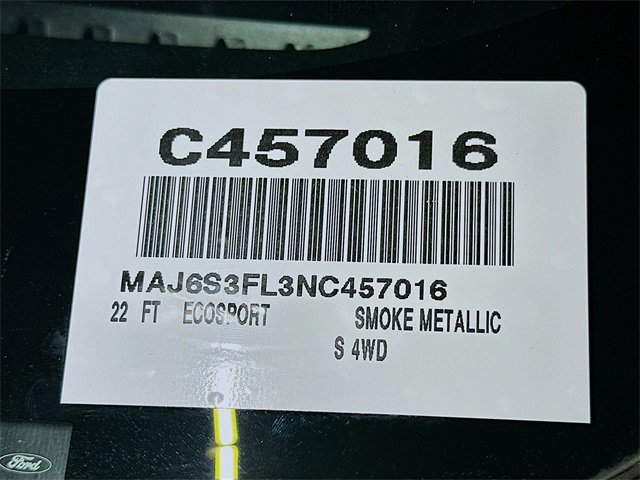 C457016
MAJ6S3FL3NC457016
22 FT ECOSPORT SMOKE METALLIC
S 4WD
Ford